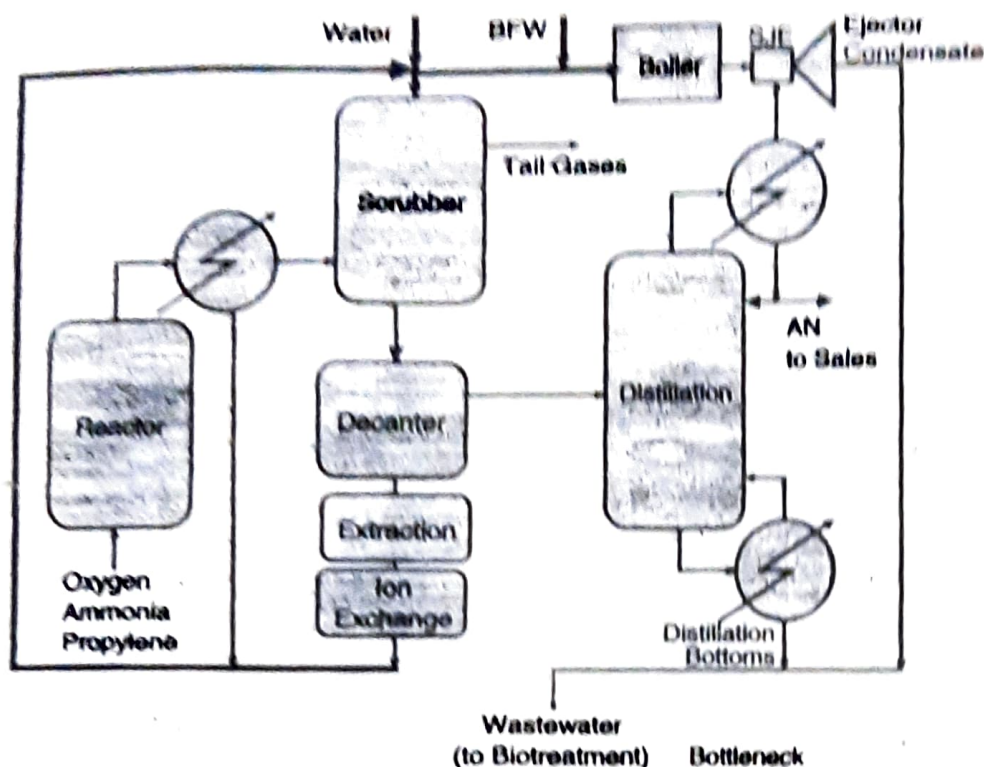 Water
BFW
Boiler
SJE
Ejector
Condensate
Tail Gases
Scrubber
AN
to Sales
Distillation
Reactor
Decanter
Extraction
Ion
Exchange
Oxygen
Ammonia
Propylene
Distillation
Bottoms
Wastewater
(to Biotreatment)
Bottleneck